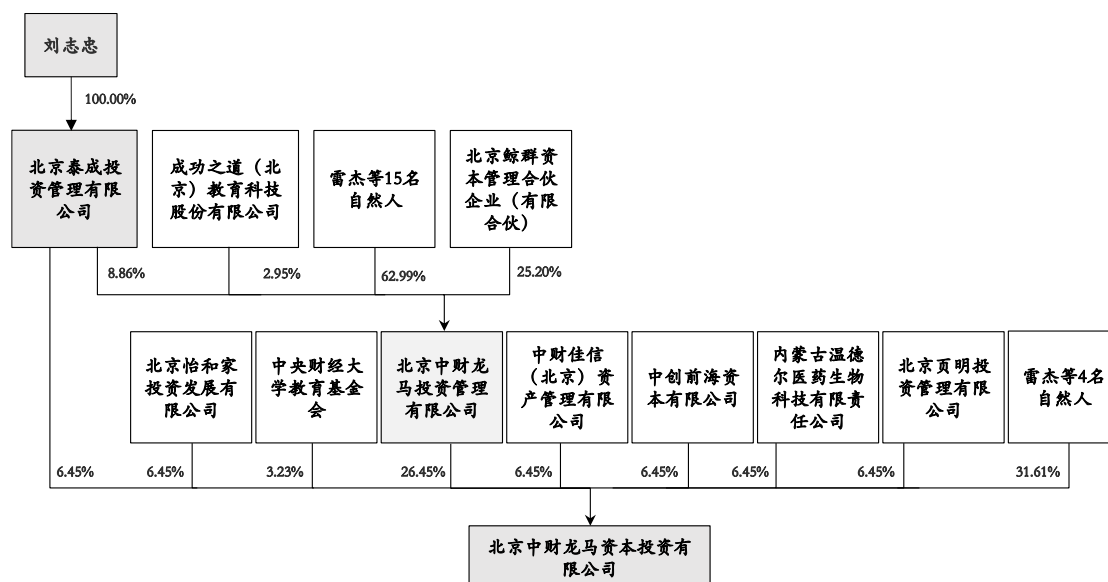 刘志忠
100.00%
北京泰成投
资管理有限
公司
成功之道（北
京）教育科技
股份有限公司
雷杰等15名
自然人
北京鲸群资
本管理合伙
企业（有限
合伙）
8.86%
2.95%
62.99%
25.20%
北京怡和家
投资发展有
限公司
中央财经大
学教育基金
会
北京中财龙
马投资管理
有限公司
中财佳信
（北京）资
产管理有限
公司
中创前海资
本有限公司
内蒙古温德
尔医药生物
科技有限责
任公司
北京页明投
资管理有限
公司
雷杰等4名
自然人
6.45%
6.45%
3.23%
26.45%
6.45%
6.45%
6.45%
6.45%
31.61%
北京中财龙马资本投资有
限公司